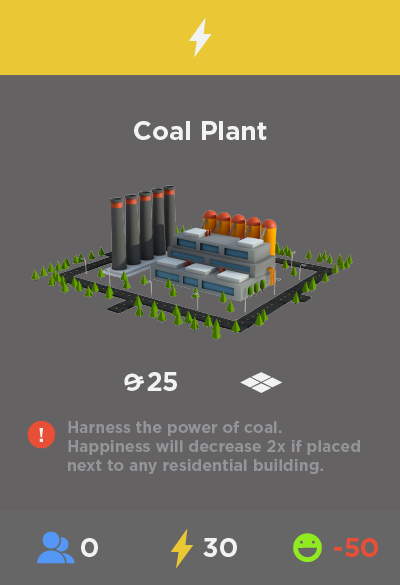 Coal Plant
25
!
Harness the power of coal.
Happiness will decrease 2x if placed
next to any residential building.
0 30 -50